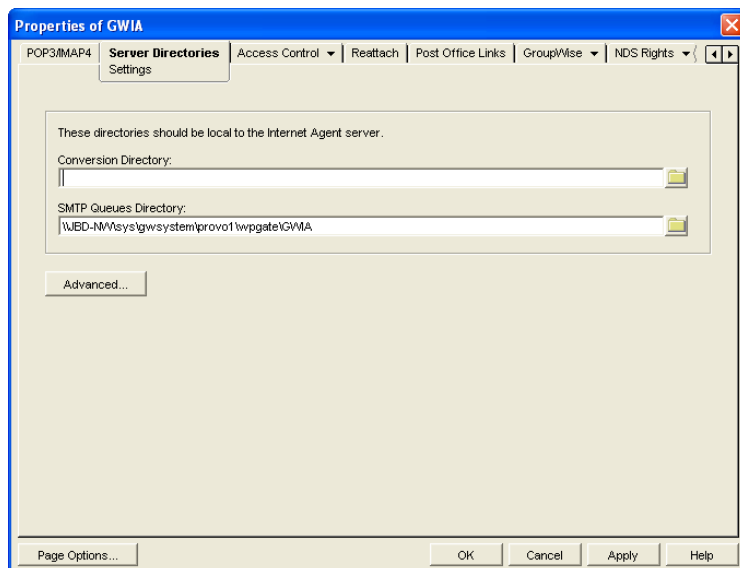 Properties of GWIA
POP3/IMAP4 Server Directories Access Control Reattach Post Office Links GroupWise NDS Rights
Settings
These directories should be local to the Internet Agent server.
Conversion Directory:
SMTP Queues Directory:
\\JBD-NW\sys\gwsystem\provo1\wpgate\GWIA
Advanced...
Page Options... OK Cancel Apply Help